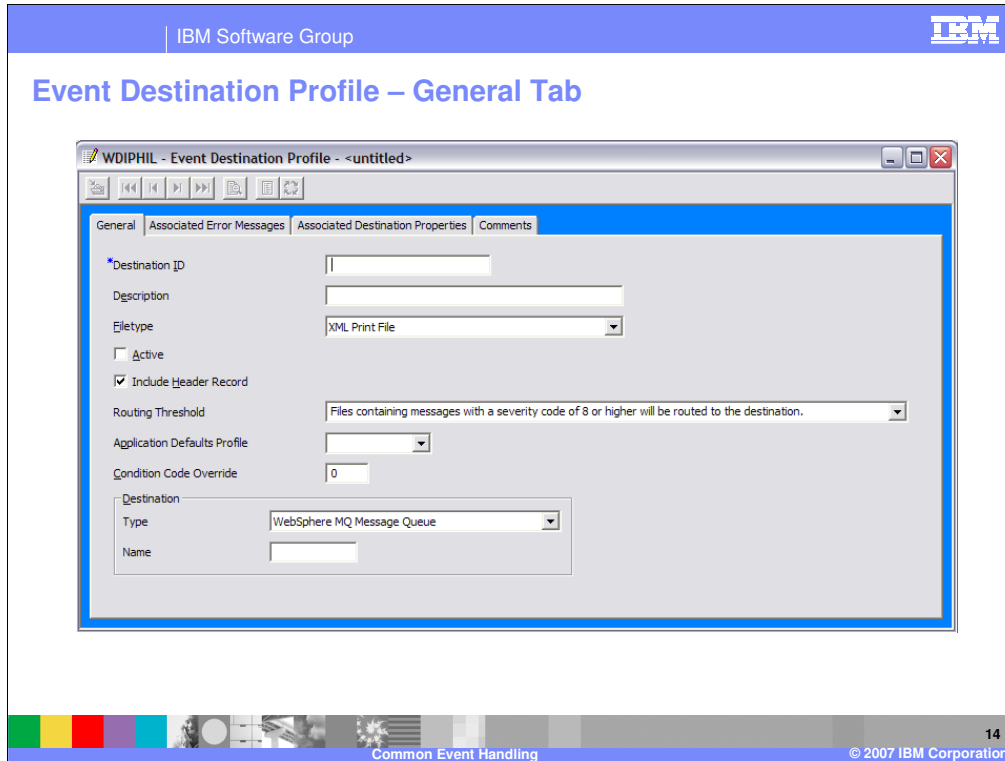 IBM Software Group
IBM
Event Destination Profile – General Tab
WDIPHIL - Event Destination Profile - <untitled>
General Associated Error Messages Associated Destination Properties Comments
*Destination ID
Description
Filetype XML Print File
Active
Include Header Record
Routing Threshold Files containing messages with a severity code of 8 or higher will be routed to the destination.
Application Defaults Profile
Condition Code Override 0
Destination
Type WebSphere MQ Message Queue
Name
14
Common Event Handling © 2007 IBM Corporation